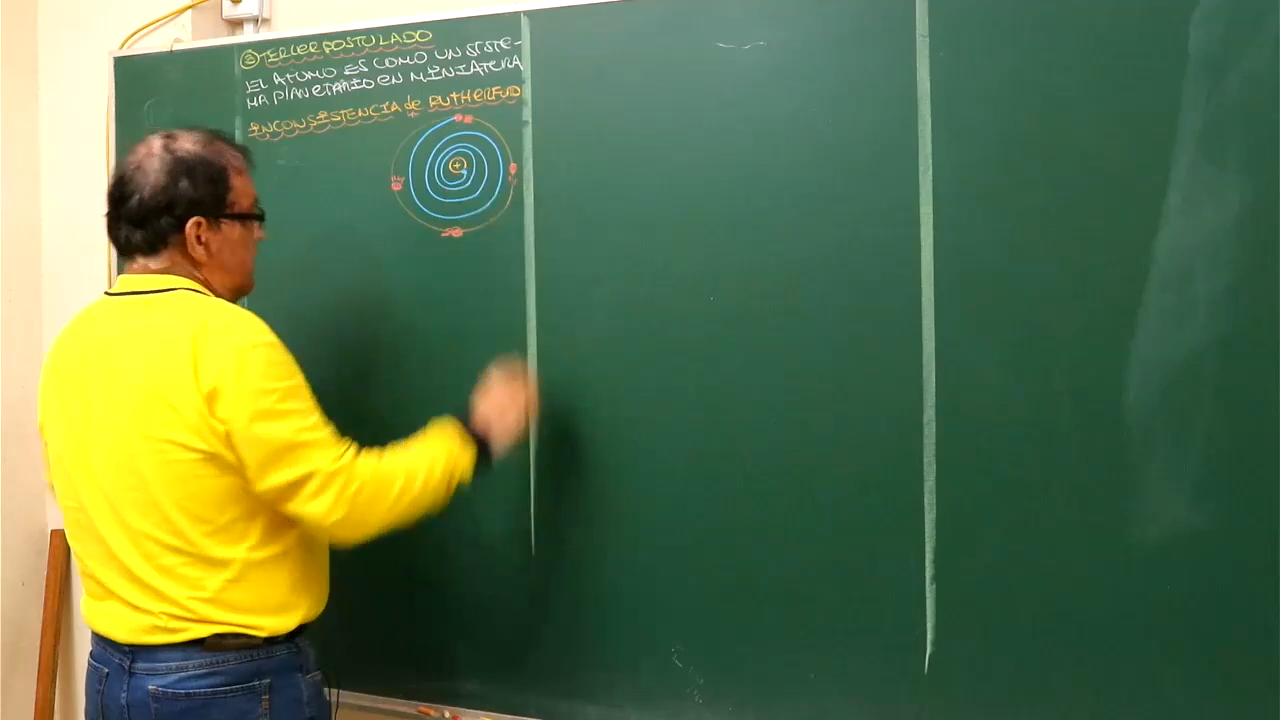 ③ TERCER POSTULADO
EL ATOMO ES COMO UN SISTE-
MA PLANETARIO EN MINIATURA
INCONSISTENCIA de RUTHERFORD
+